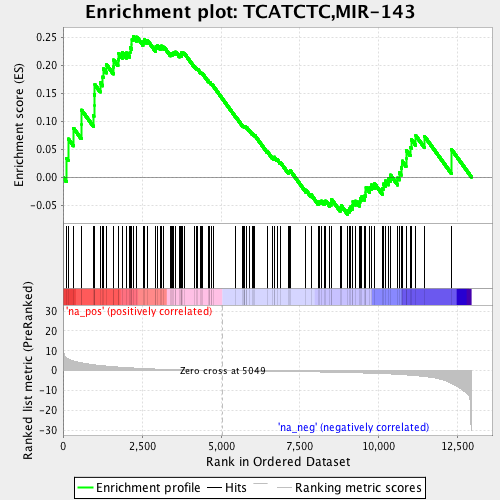 Enrichment plot: TCATCTC,MIR-143
Enrichment score (ES)
0.25
0.20
0.15
0.10
0.05
0.00
-0.05
'na_pos' (positively correlated)
Ranked list metric (PreRanked)
30
20
10
0
-10
-20
-30
Zero cross at 5049
'na_neg' (negatively correlated)
0 2,500 5,000 7,500 10,000 12,500
Rank in Ordered Dataset
Enrichment profile Hits Ranking metric scores